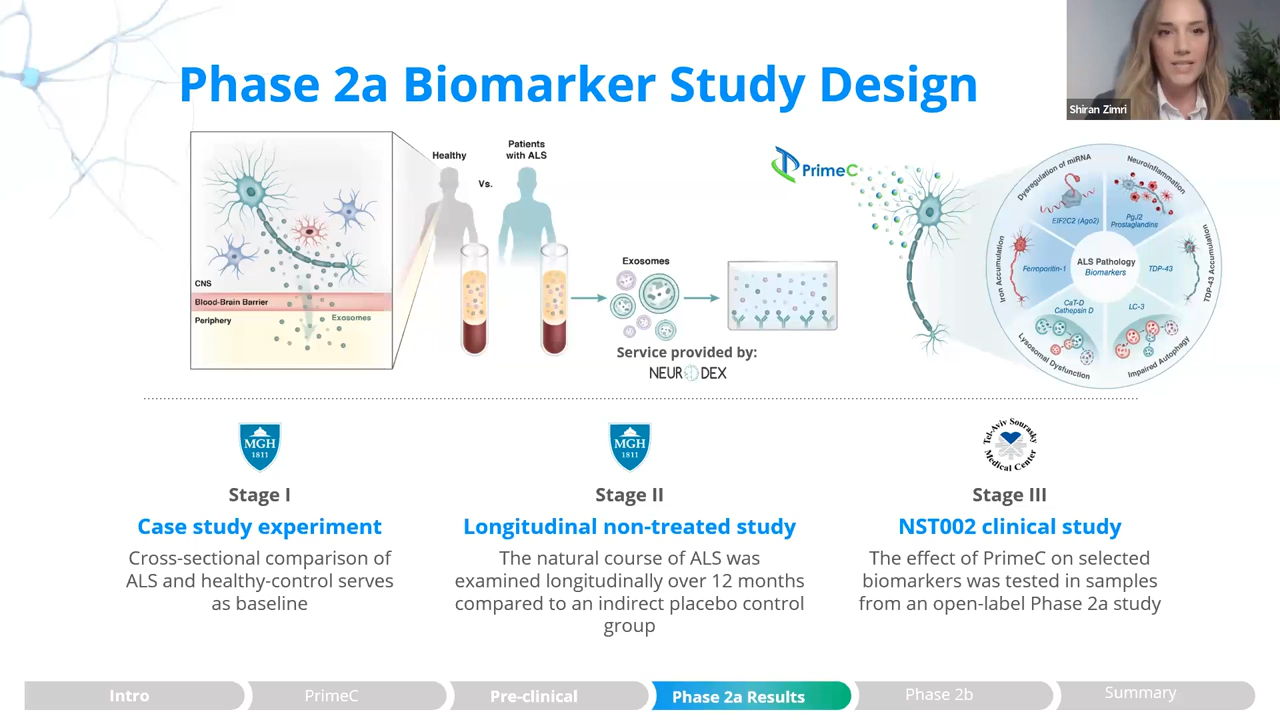 Phase 2a Biomarker Study Design
Shiran Zimri
Healthy
Vs.
Patients
with ALS
CNS
Blood-Brain Barrier
Periphery
Exosomes
Exosomes
Service provided by:
NEURODEX
PrimeC
Dysregulation of miRNA
EIF2C2 (Ago2)
Neuroinflammation
PgJ2
Prostaglandins
Iron Accumulation
Ferroportin-1
ALS Pathology
Biomarkers
TDP-43
TDP-43 Accumulation
CaT-D
Cathepsin D
LC-3
Lysosomal Dysfunction
Impaired Autophagy
MGH
1811
Stage I
Case study experiment
Cross-sectional comparison of
ALS and healthy-control serves
as baseline
MGH
1811
Stage II
Longitudinal non-treated study
The natural course of ALS was
examined longitudinally over 12 months
compared to an indirect placebo control
group
Tel-Aviv Sourasky
Medical Center
Stage III
NST002 clinical study
The effect of PrimeC on selected
biomarkers was tested in samples
from an open-label Phase 2a study
Intro
PrimeC
Pre-clinical
Phase 2a Results
Phase 2b
Summary